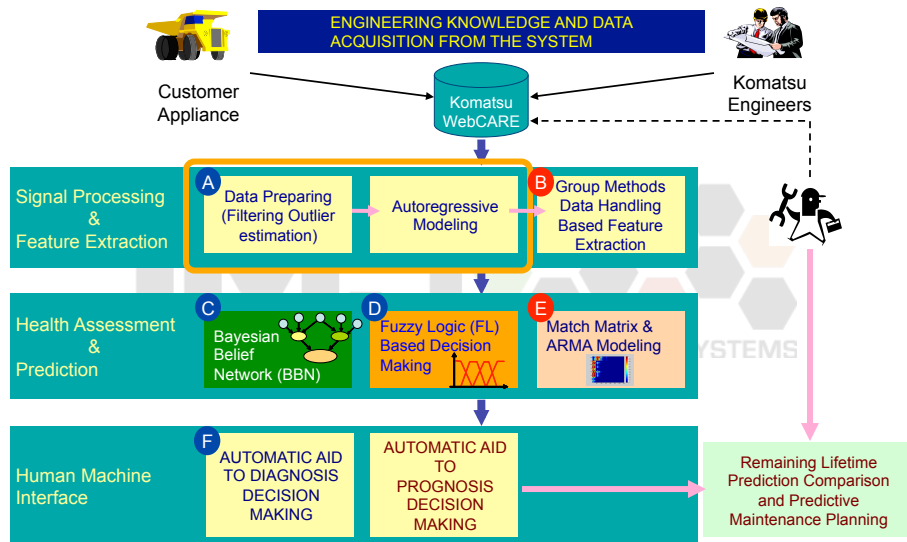 ENGINEERING KNOWLEDGE AND DATA
ACQUISITION FROM THE SYSTEM
Customer
Appliance
Komatsu
WebCARE
Komatsu
Engineers
Signal Processing
&
Feature Extraction
A
Data Preparing
(Filtering Outlier
estimation)
Autoregressive
Modeling
B
Group Methods
Data Handling
Based Feature
Extraction
Health Assessment
&
Prediction
C
Bayesian
Belief
Network (BBN)
D
Fuzzy Logic (FL)
Based Decision
Making
E
Match Matrix &
ARMA Modeling
SYSTEMS
Human Machine
Interface
F
AUTOMATIC AID
TO DIAGNOSIS
DECISION
MAKING
AUTOMATIC AID
TO
PROGNOSIS
DECISION
MAKING
Remaining Lifetime
Prediction Comparison
and Predictive
Maintenance Planning